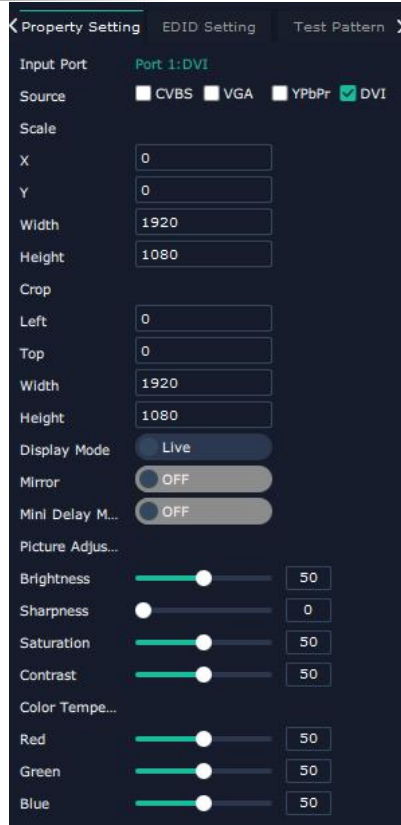 Property Setting EDID Setting Test Pattern
Input Port Port 1:DVI
Source CVBS VGA YPbPr DVI
Scale
X 0
Y 0
Width 1920
Height 1080
Crop
Left 0
Top 0
Width 1920
Height 1080
Display Mode Live
Mirror OFF
Mini Delay M... OFF
Picture Adjus...
Brightness 50
Sharpness 0
Saturation 50
Contrast 50
Color Tempe...
Red 50
Green 50
Blue 50